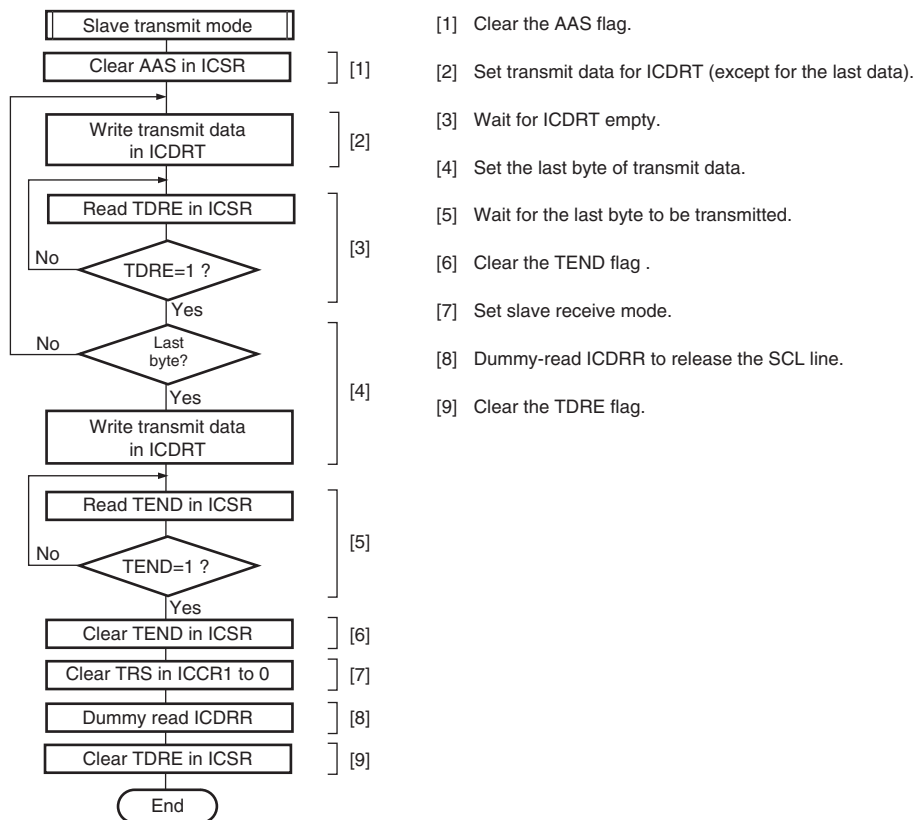 Slave transmit mode
Clear AAS in ICSR
[1]
Write transmit data
in ICDRT
[2]
Read TDRE in ICSR
No
TDRE=1 ?
[3]
Yes
No
Last
byte?
[4]
Yes
Write transmit data
in ICDRT
Read TEND in ICSR
No
TEND=1 ?
[5]
Yes
Clear TEND in ICSR
[6]
Clear TRS in ICCR1 to 0
[7]
Dummy read ICDRR
[8]
Clear TDRE in ICSR
[9]
End
[1] Clear the AAS flag.
[2] Set transmit data for ICDRT (except for the last data).
[3] Wait for ICDRT empty.
[4] Set the last byte of transmit data.
[5] Wait for the last byte to be transmitted.
[6] Clear the TEND flag .
[7] Set slave receive mode.
[8] Dummy-read ICDRR to release the SCL line.
[9] Clear the TDRE flag.